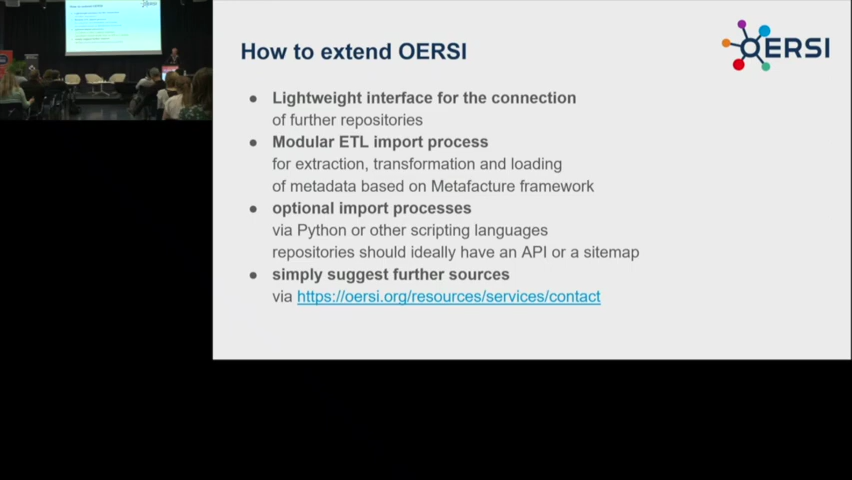 How to extend OERSI
OERSI
● Lightweight interface for the connection
of further repositories
● Modular ETL import process
for extraction, transformation and loading
of metadata based on Metafacture framework
● optional import processes
via Python or other scripting languages
repositories should ideally have an API or a sitemap
● simply suggest further sources
via https://oersi.org/resources/services/contact